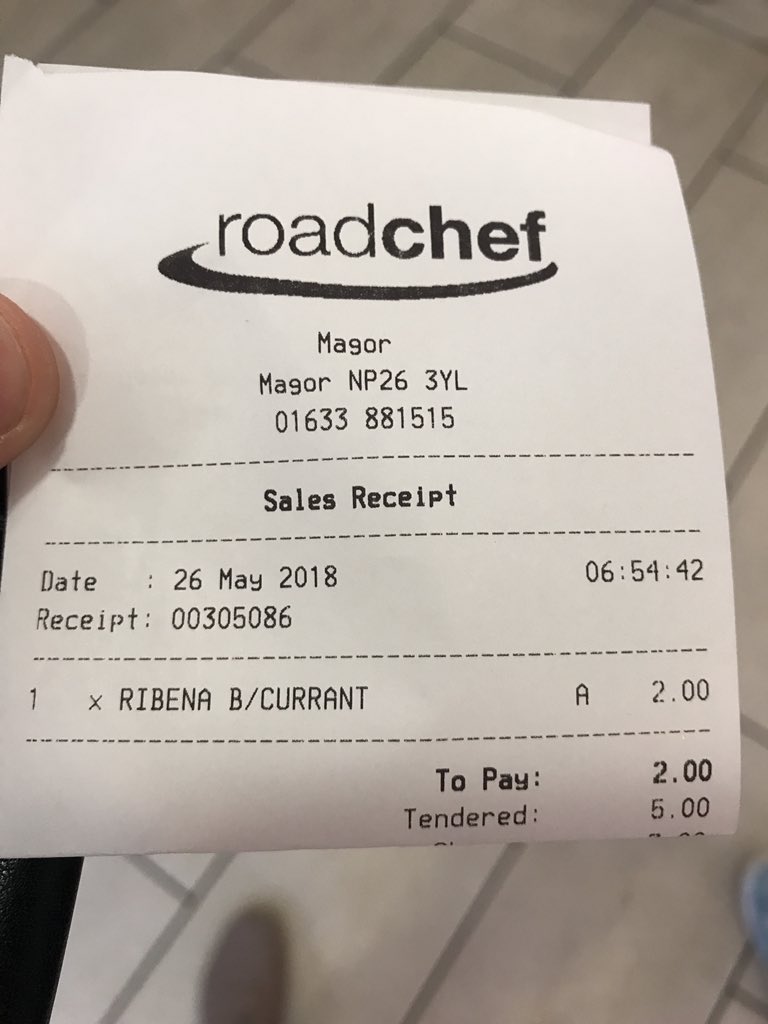 roadchef
Magor
Magor NP26 3YL
01633 881515
Sales Receipt
Date : 26 May 2018 06:54:42
Receipt: 00305086
1 x RIBENA B/CURRANT A 2.00
To Pay: 2.00
Tendered: 5.00